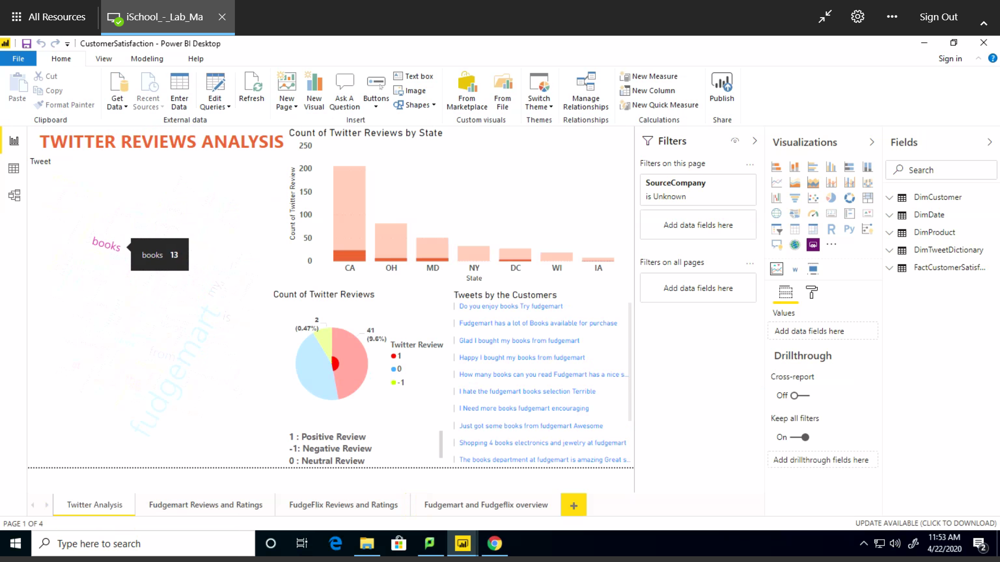 All Resources
iSchool_-_Lab_Ma
Sign Out
CustomerSatisfaction - Power BI Desktop
File
Home
View
Modeling
Help
Sign in
Paste
Cut
Copy
Format Painter
Get Data
Recent Sources
Enter Data
Edit Queries
Refresh
New Page
New Visual
Ask A Question
Buttons
Text box
Image
Shapes
From Marketplace
From File
Switch Theme
Manage Relationships
New Measure
New Column
New Quick Measure
Publish
Clipboard
External data
Insert
Custom visuals
Themes
Relationships
Calculations
Share
TWITTER REVIEWS ANALYSIS
Tweet
books
books 13
fudgemart
from
my
is
Count of Twitter Reviews by State
Count of Twitter Review
250
200
150
100
50
0
CA
OH
MD
NY
DC
WI
IA
State
Count of Twitter Reviews
2
(0.47%)
41
(9.6%)
Twitter Review
1
0
-1
1 : Positive Review
-1: Negative Review
0 : Neutral Review
Tweets by the Customers
Do you enjoy books Try fudgemart
Fudgemart has a lot of Books available for purchase
Glad I bought my books from fudgemart
Happy I bought my books from fudgemart
How many books can you read Fudgemart has a nice s...
I hate the fudgemart books selection Terrible
I Need more books fudgemart encouraging
Just got some books from fudgemart Awesome
Shopping 4 books electronics and jewelry at fudgemart
The books department at fudgemart is amazing Great s...
Filters
Filters on this page
...
SourceCompany
is Unknown
Add data fields here
Filters on all pages
...
Add data fields here
Visualizations
R
Py
...
W
Values
Add data fields here
Drillthrough
Cross-report
Off
Keep all filters
On
Add drillthrough fields here
Fields
Search
DimCustomer
DimDate
DimProduct
DimTweetDictionary
FactCustomerSatisf...
Twitter Analysis
Fudgemart Reviews and Ratings
FudgeFlix Reviews and Ratings
Fudgemart and Fudgeflix overview
+
PAGE 1 OF 4
UPDATE AVAILABLE (CLICK TO DOWNLOAD)
Type here to search
11:53 AM
4/22/2020
2